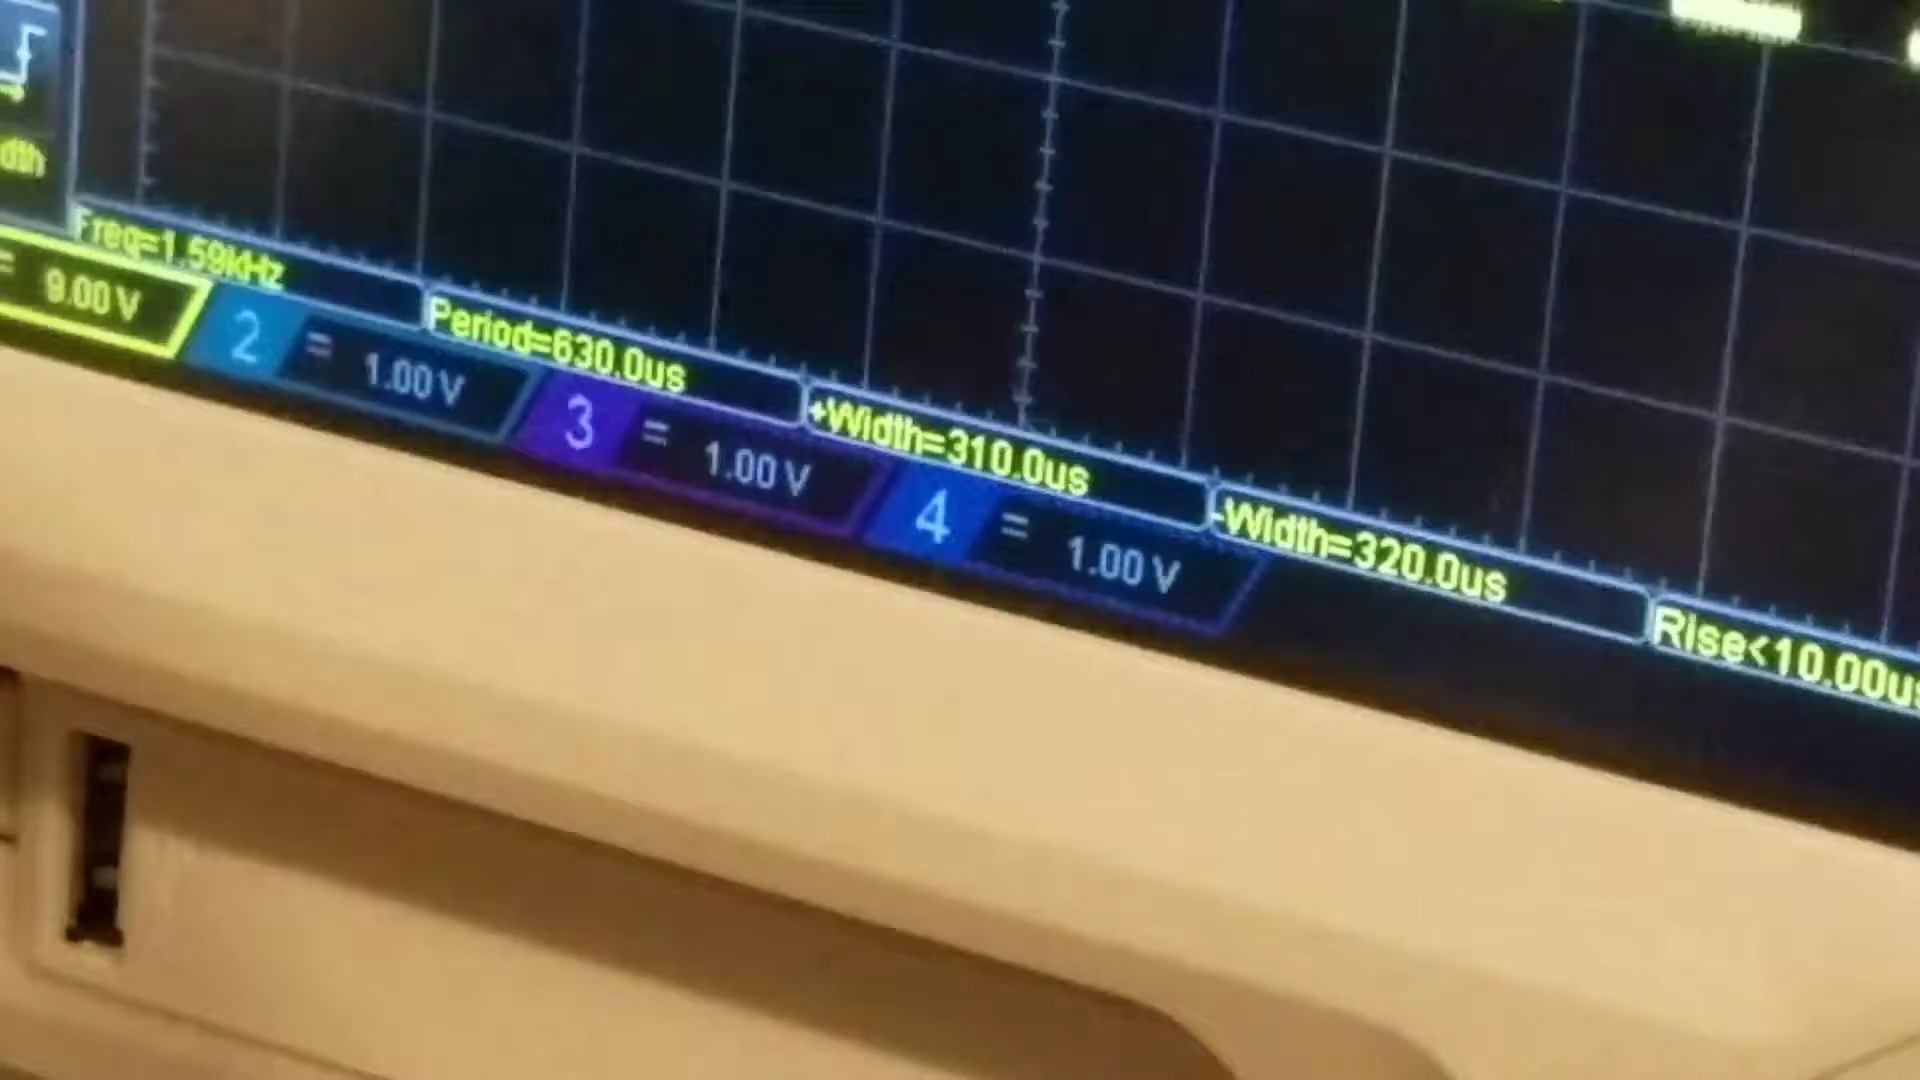 dth
Freq=1.59kHz
Period=630.0us
+Width=310.0us
-Width=320.0us
Rise<10.00us
= 9.00 V
2 = 1.00 V
3 = 1.00 V
4 = 1.00 V